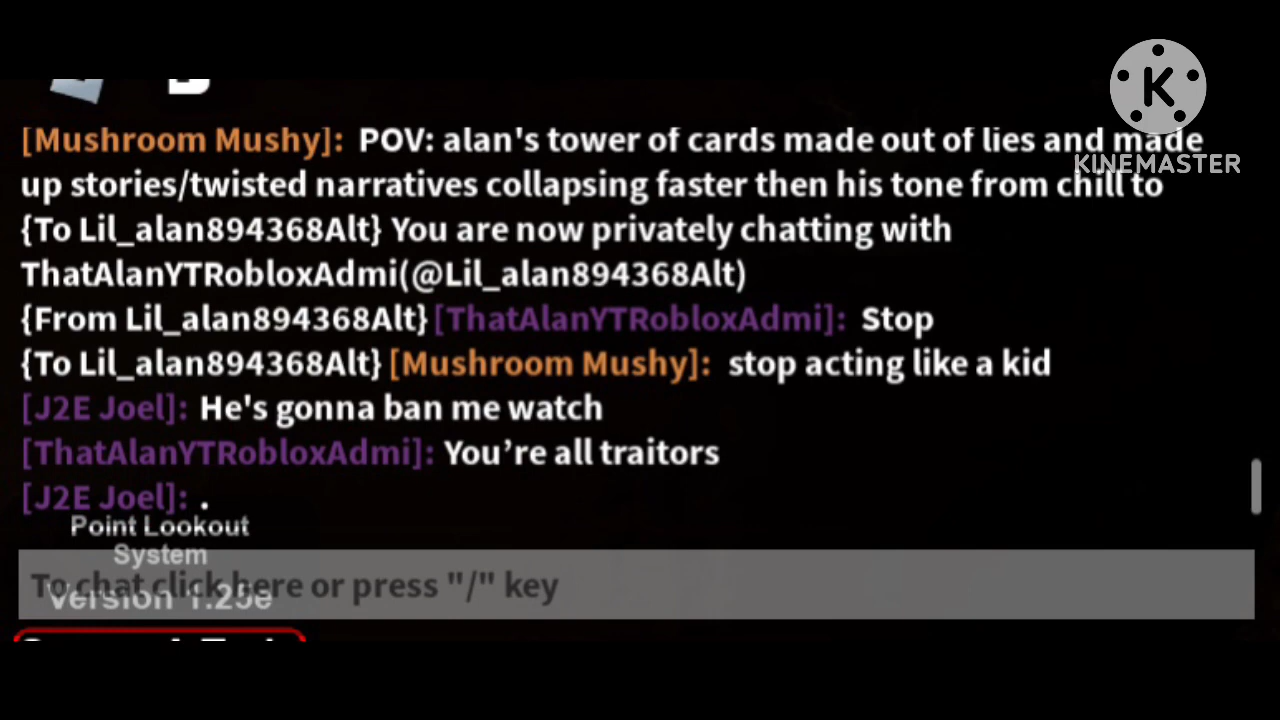 K
KINEMASTER
[Mushroom Mushy]: POV: alan's tower of cards made out of lies and made
up stories/twisted narratives collapsing faster then his tone from chill to
{To Lil_alan894368Alt} You are now privately chatting with
ThatAlanYTRobloxAdmi(@Lil_alan894368Alt)
{From Lil_alan894368Alt} [ThatAlanYTRobloxAdmi]: Stop
{To Lil_alan894368Alt} [Mushroom Mushy]: stop acting like a kid
[J2E Joel]: He's gonna ban me watch
[ThatAlanYTRobloxAdmi]: You’re all traitors
[J2E Joel]: .
Point Lookout
System
To chat click here or press "/" key
Version 1.25e